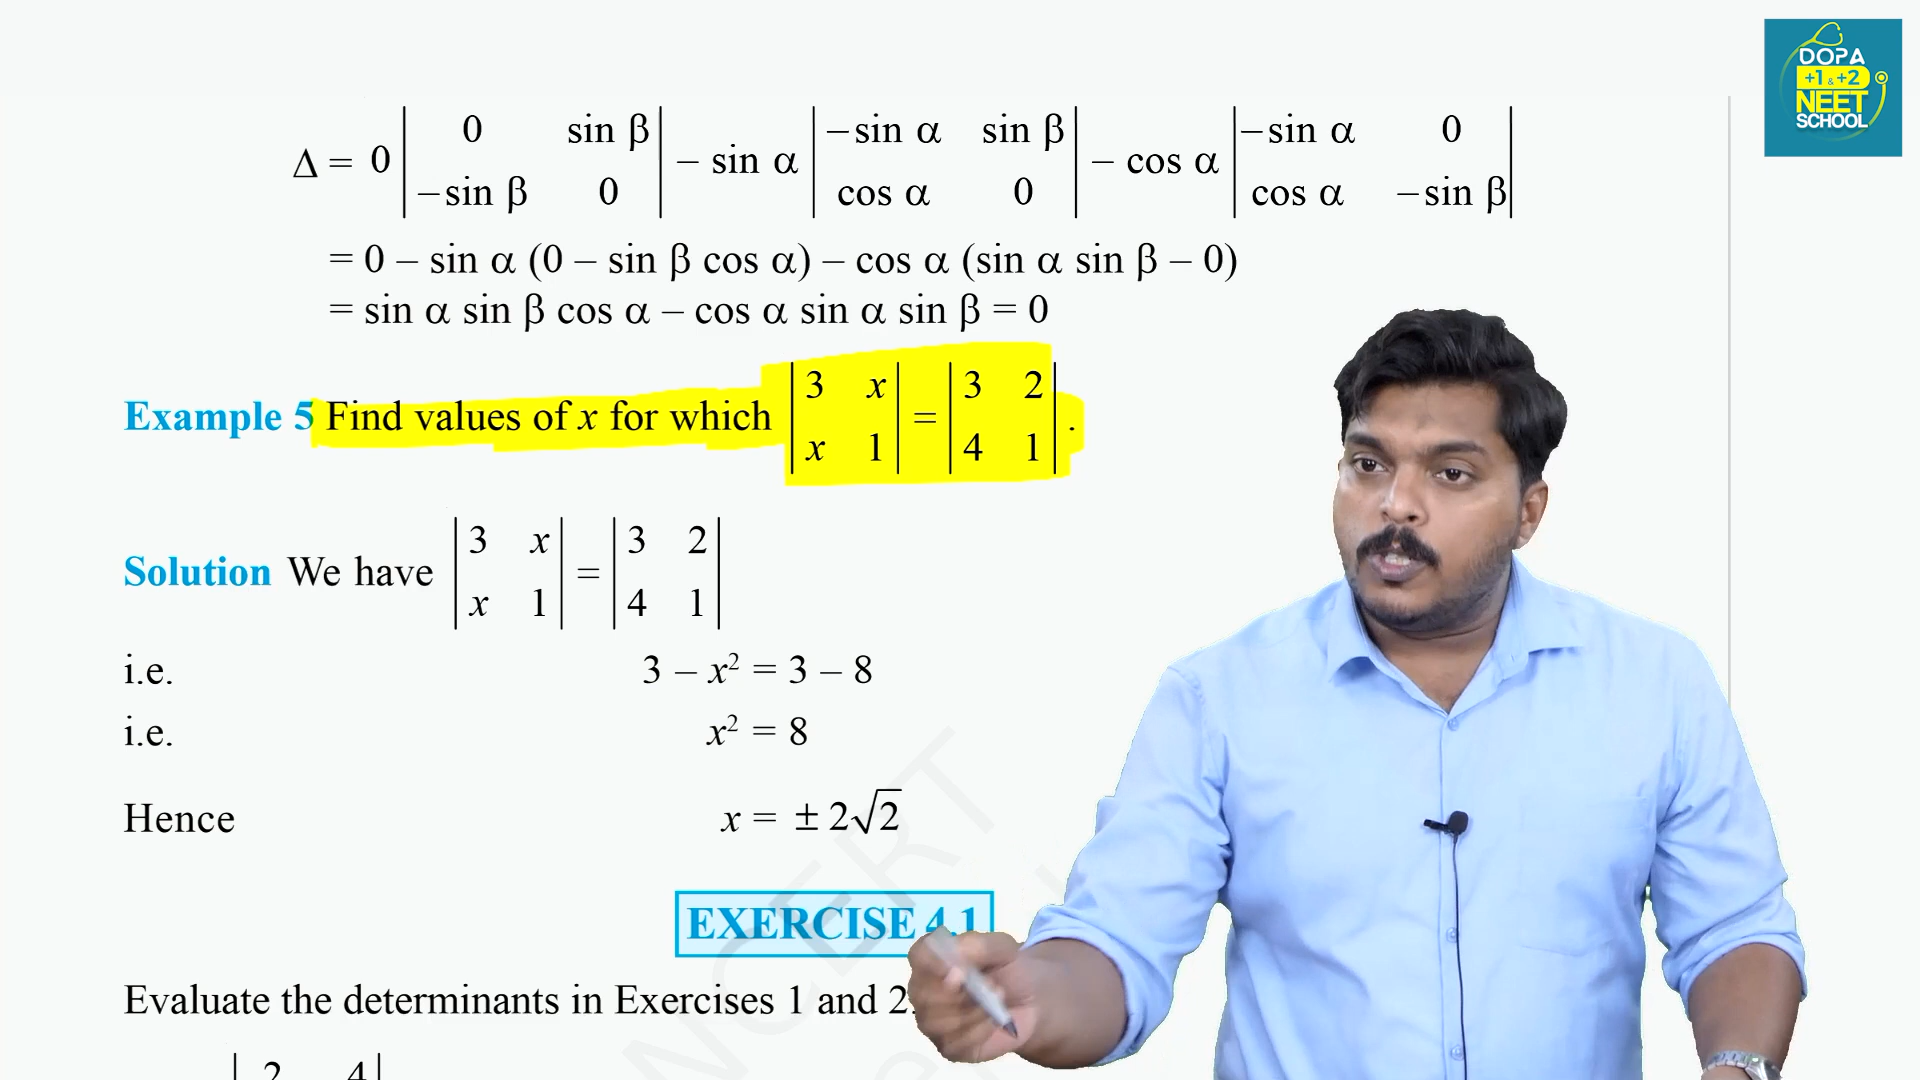 DOPA
+1 & +2
NEET
SCHOOL
Δ = 0 | 0 sin β | – sin α | –sin α sin β | – cos α | –sin α 0 |
| –sin β 0 | | cos α 0 | | cos α –sin β |
= 0 – sin α (0 – sin β cos α) – cos α (sin α sin β – 0)
= sin α sin β cos α – cos α sin α sin β = 0
Example 5 Find values of x for which | 3 x | = | 3 2 | .
| x 1 | | 4 1 |
Solution We have | 3 x | = | 3 2 |
| x 1 | | 4 1 |
i.e. 3 – x² = 3 – 8
i.e. x² = 8
Hence x = ± 2√2
EXERCISE 4.1
Evaluate the determinants in Exercises 1 and 2.
| 2 4 |
NCERT